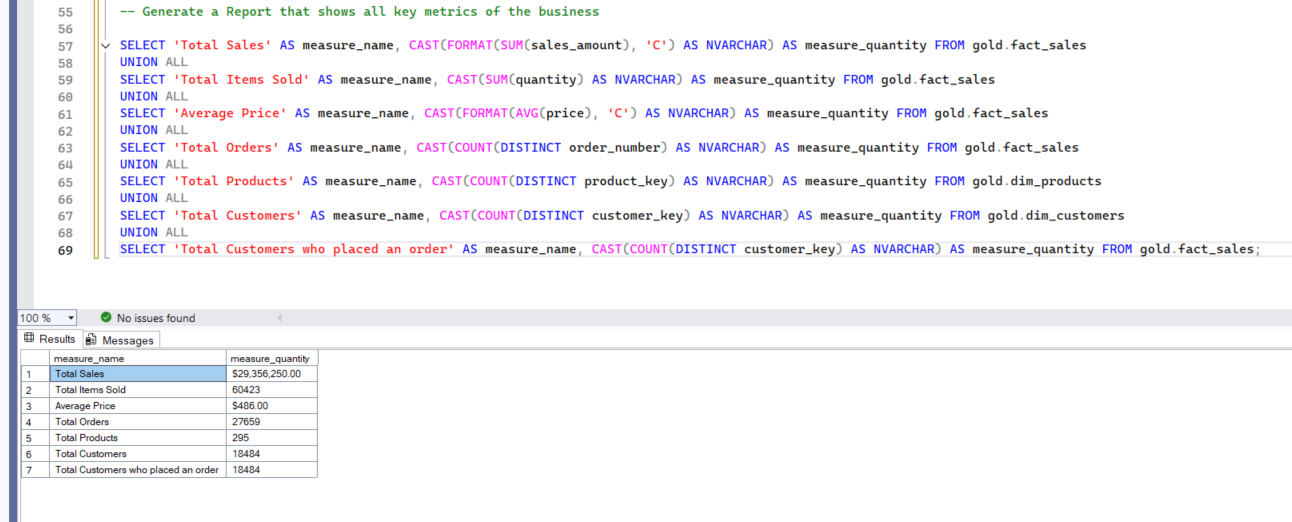 55 -- Generate a Report that shows all key metrics of the business
56
57 SELECT 'Total Sales' AS measure_name, CAST(FORMAT(SUM(sales_amount), 'C') AS NVARCHAR) AS measure_quantity FROM gold.fact_sales
58 UNION ALL
59 SELECT 'Total Items Sold' AS measure_name, CAST(SUM(quantity) AS NVARCHAR) AS measure_quantity FROM gold.fact_sales
60 UNION ALL
61 SELECT 'Average Price' AS measure_name, CAST(FORMAT(AVG(price), 'C') AS NVARCHAR) AS measure_quantity FROM gold.fact_sales
62 UNION ALL
63 SELECT 'Total Orders' AS measure_name, CAST(COUNT(DISTINCT order_number) AS NVARCHAR) AS measure_quantity FROM gold.fact_sales
64 UNION ALL
65 SELECT 'Total Products' AS measure_name, CAST(COUNT(DISTINCT product_key) AS NVARCHAR) AS measure_quantity FROM gold.dim_products
66 UNION ALL
67 SELECT 'Total Customers' AS measure_name, CAST(COUNT(DISTINCT customer_key) AS NVARCHAR) AS measure_quantity FROM gold.dim_customers
68 UNION ALL
69 SELECT 'Total Customers who placed an order' AS measure_name, CAST(COUNT(DISTINCT customer_key) AS NVARCHAR) AS measure_quantity FROM gold.fact_sales;
100 % No issues found
Results Messages
measure_name measure_quantity
1 Total Sales $29,356,250.00
2 Total Items Sold 60423
3 Average Price $486.00
4 Total Orders 27659
5 Total Products 295
6 Total Customers 18484
7 Total Customers who placed an order 18484